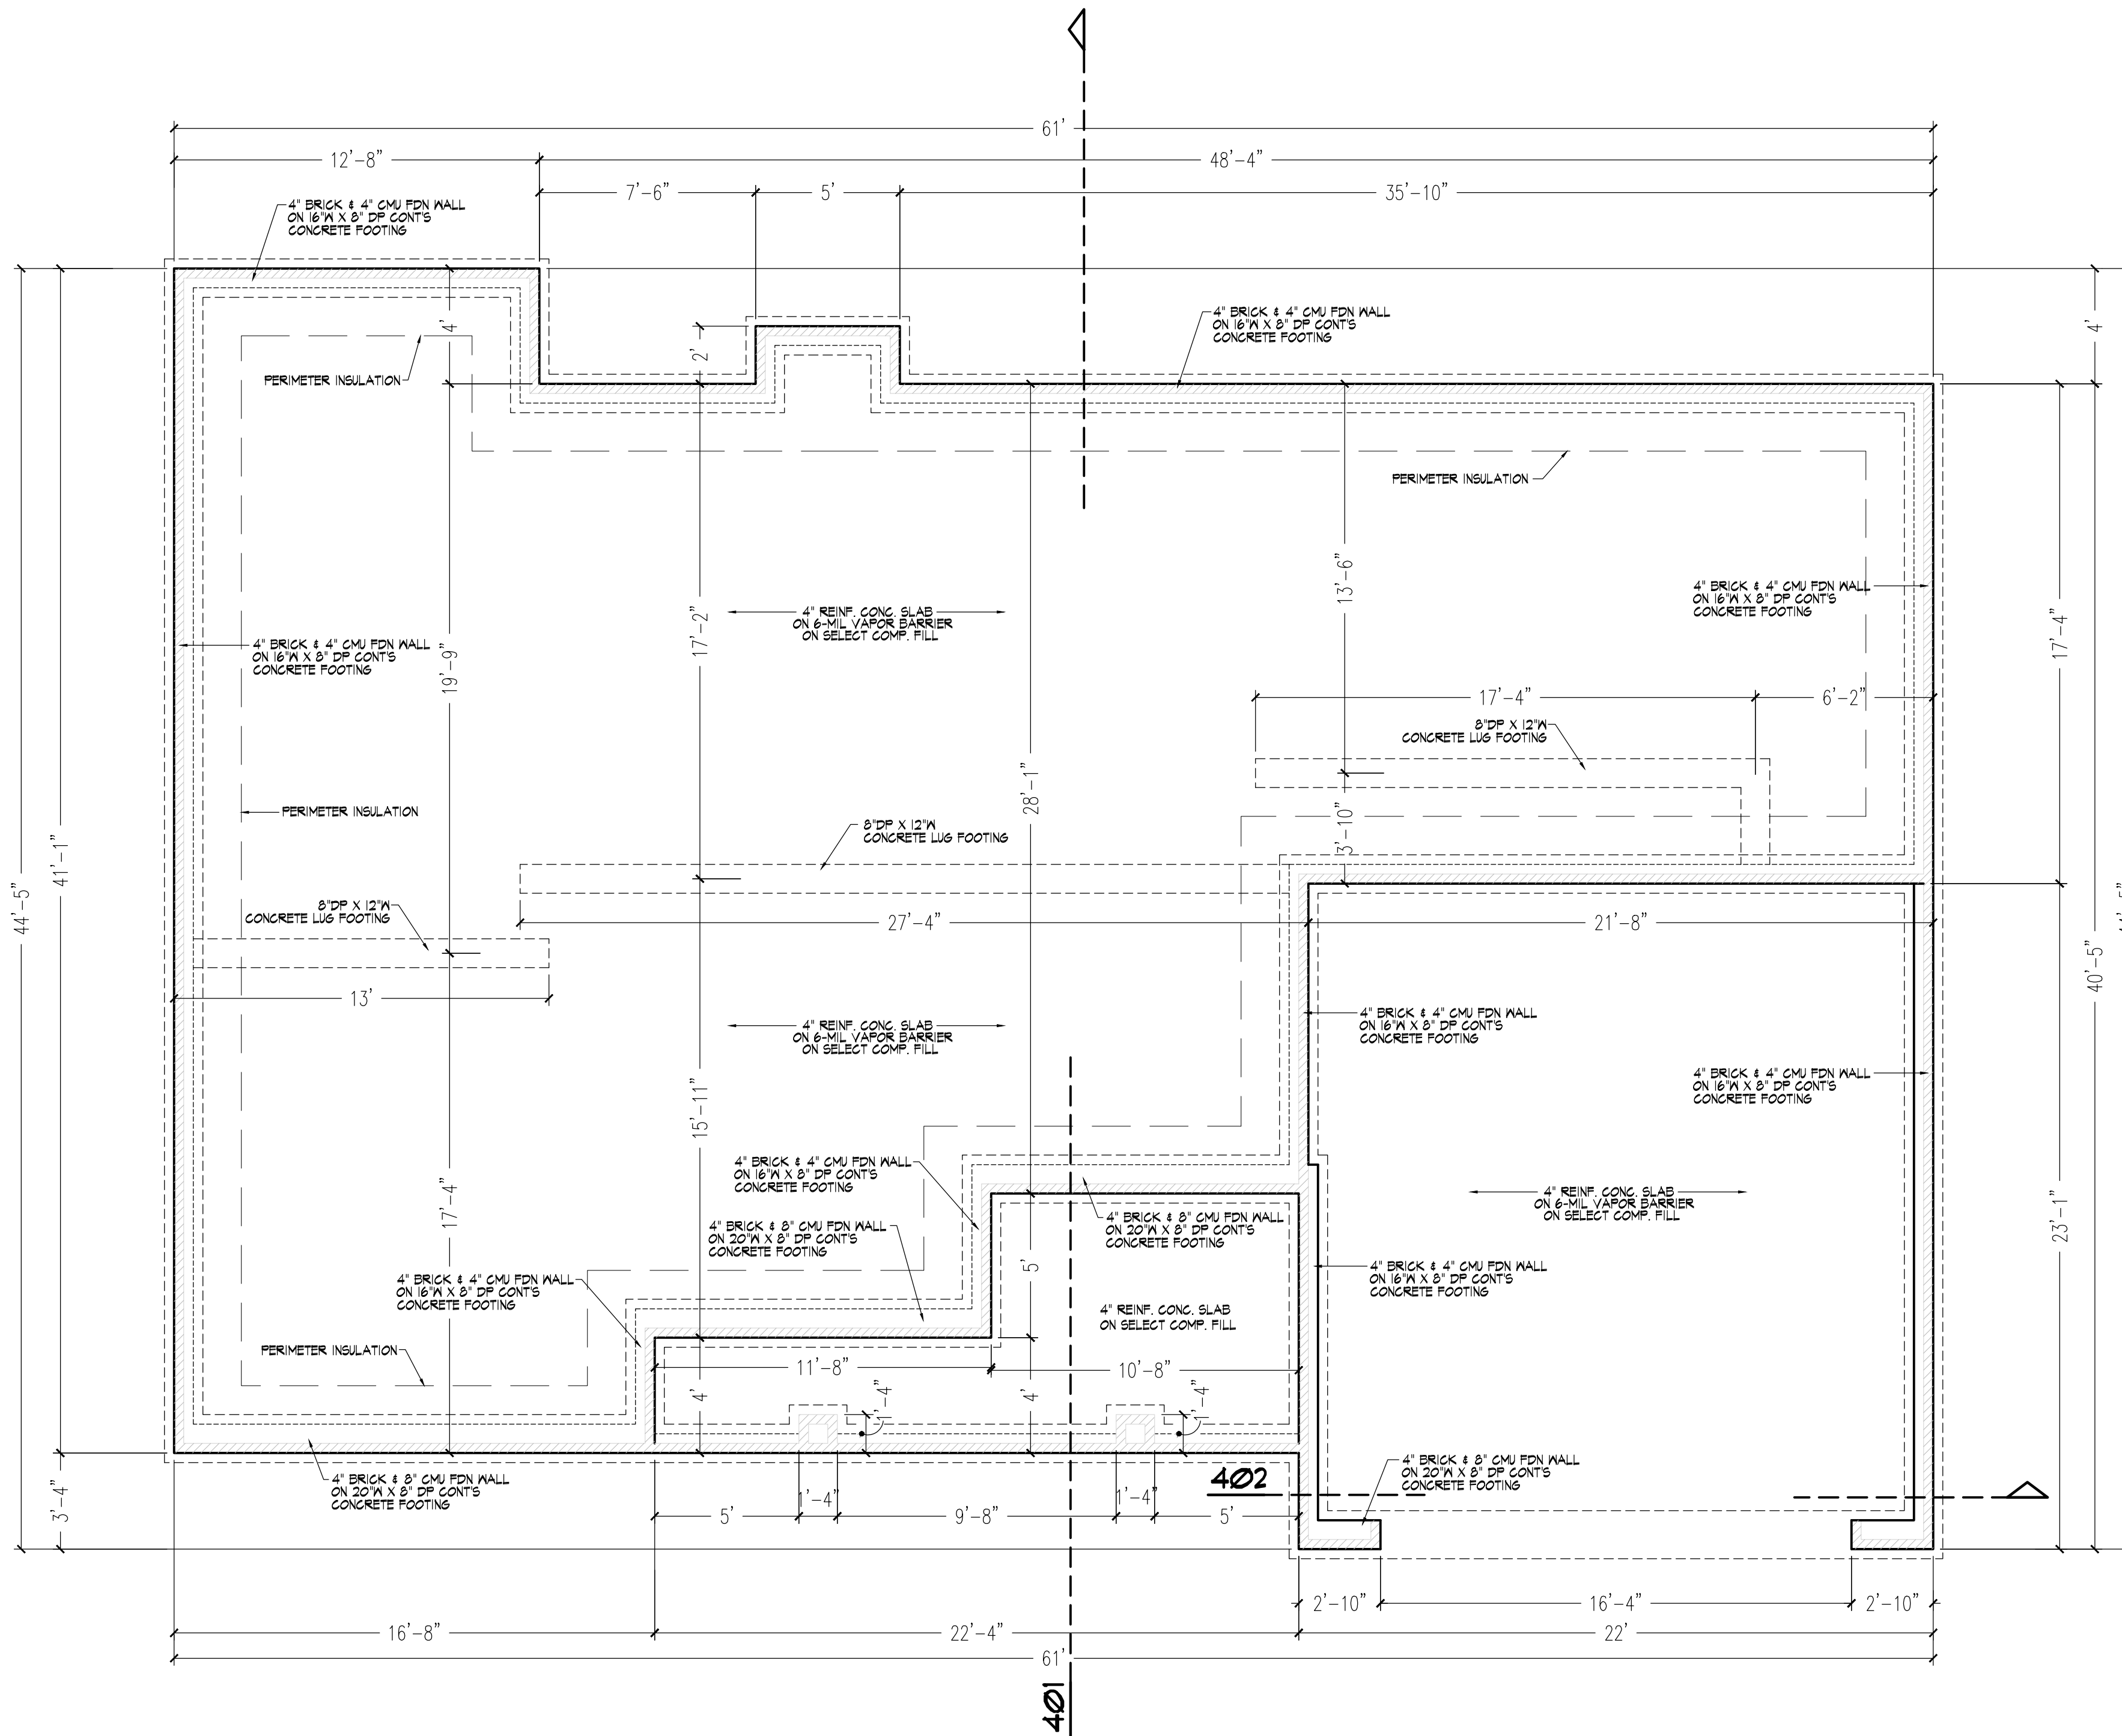 61'
12'-8"
48'-4"
7'-6"
5'
35'-10"
4" BRICK & 4" CMU FDN WALL
ON 16"W X 8" DP CONT'S
CONCRETE FOOTING
4'
4" BRICK & 4" CMU FDN WALL
ON 16"W X 8" DP CONT'S
CONCRETE FOOTING
4'
2'
PERIMETER INSULATION
PERIMETER INSULATION
13'-6"
4" BRICK & 4" CMU FDN WALL
ON 16"W X 8" DP CONT'S
CONCRETE FOOTING
4" REINF. CONC. SLAB
ON 6-MIL VAPOR BARRIER
ON SELECT COMP. FILL
17'-2"
17'-4"
4" BRICK & 4" CMU FDN WALL
ON 16"W X 8" DP CONT'S
CONCRETE FOOTING
19'-9"
17'-4"
6'-2"
8"DP X 12"W
CONCRETE LUG FOOTING
28'-1"
PERIMETER INSULATION
3'-10"
8"DP X 12"W
CONCRETE LUG FOOTING
41'-1"
44'-5"
8"DP X 12"W
CONCRETE LUG FOOTING
27'-4"
21'-8"
40'-5"
13'
4" REINF. CONC. SLAB
ON 6-MIL VAPOR BARRIER
ON SELECT COMP. FILL
4" BRICK & 4" CMU FDN WALL
ON 16"W X 8" DP CONT'S
CONCRETE FOOTING
4" BRICK & 4" CMU FDN WALL
ON 16"W X 8" DP CONT'S
CONCRETE FOOTING
15'-11"
4" BRICK & 4" CMU FDN WALL
ON 16"W X 8" DP CONT'S
CONCRETE FOOTING
17'-4"
4" REINF. CONC. SLAB
ON 6-MIL VAPOR BARRIER
ON SELECT COMP. FILL
23'-1"
4" BRICK & 8" CMU FDN WALL
ON 20"W X 8" DP CONT'S
CONCRETE FOOTING
4" BRICK & 8" CMU FDN WALL
ON 20"W X 8" DP CONT'S
CONCRETE FOOTING
5'
4" BRICK & 4" CMU FDN WALL
ON 16"W X 8" DP CONT'S
CONCRETE FOOTING
4" BRICK & 4" CMU FDN WALL
ON 16"W X 8" DP CONT'S
CONCRETE FOOTING
4" REINF. CONC. SLAB
ON SELECT COMP. FILL
PERIMETER INSULATION
11'-8"
10'-8"
4'
4'
1'-4"
1'-4"
4" BRICK & 8" CMU FDN WALL
ON 20"W X 8" DP CONT'S
CONCRETE FOOTING
402
4" BRICK & 8" CMU FDN WALL
ON 20"W X 8" DP CONT'S
CONCRETE FOOTING
3'-4"
1'-4"
1'-4"
5'
9'-8"
5'
2'-10"
16'-4"
2'-10"
16'-8"
22'-4"
22'
61'
401